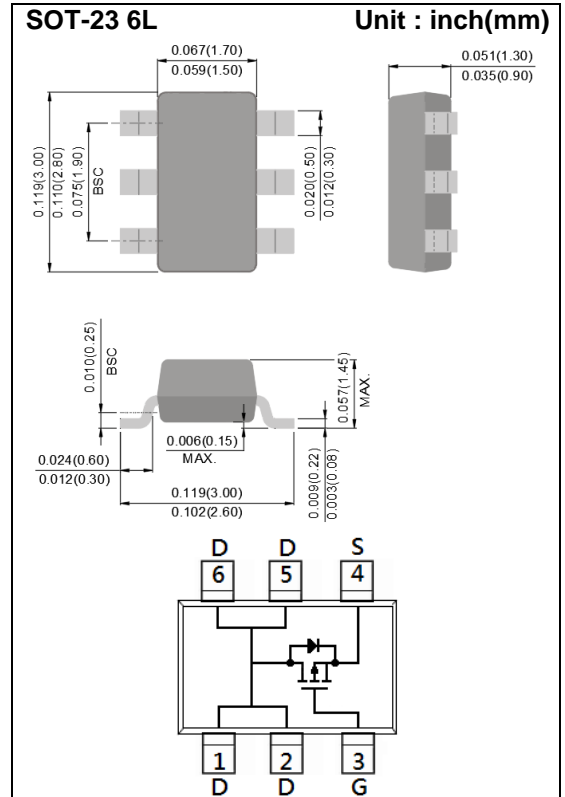 SOT-23 6L Unit : inch(mm)
0.067(1.70)
0.059(1.50)
0.051(1.30)
0.035(0.90)
0.119(3.00)
0.110(2.80)
0.075(1.90)
BSC
0.020(0.50)
0.012(0.30)
0.010(0.25)
BSC
0.057(1.45)
MAX.
0.006(0.15)
MAX.
0.024(0.60)
0.012(0.30)
0.119(3.00)
0.102(2.60)
0.009(0.22)
0.003(0.08)
D D S
6 5 4
1 2 3
D D G